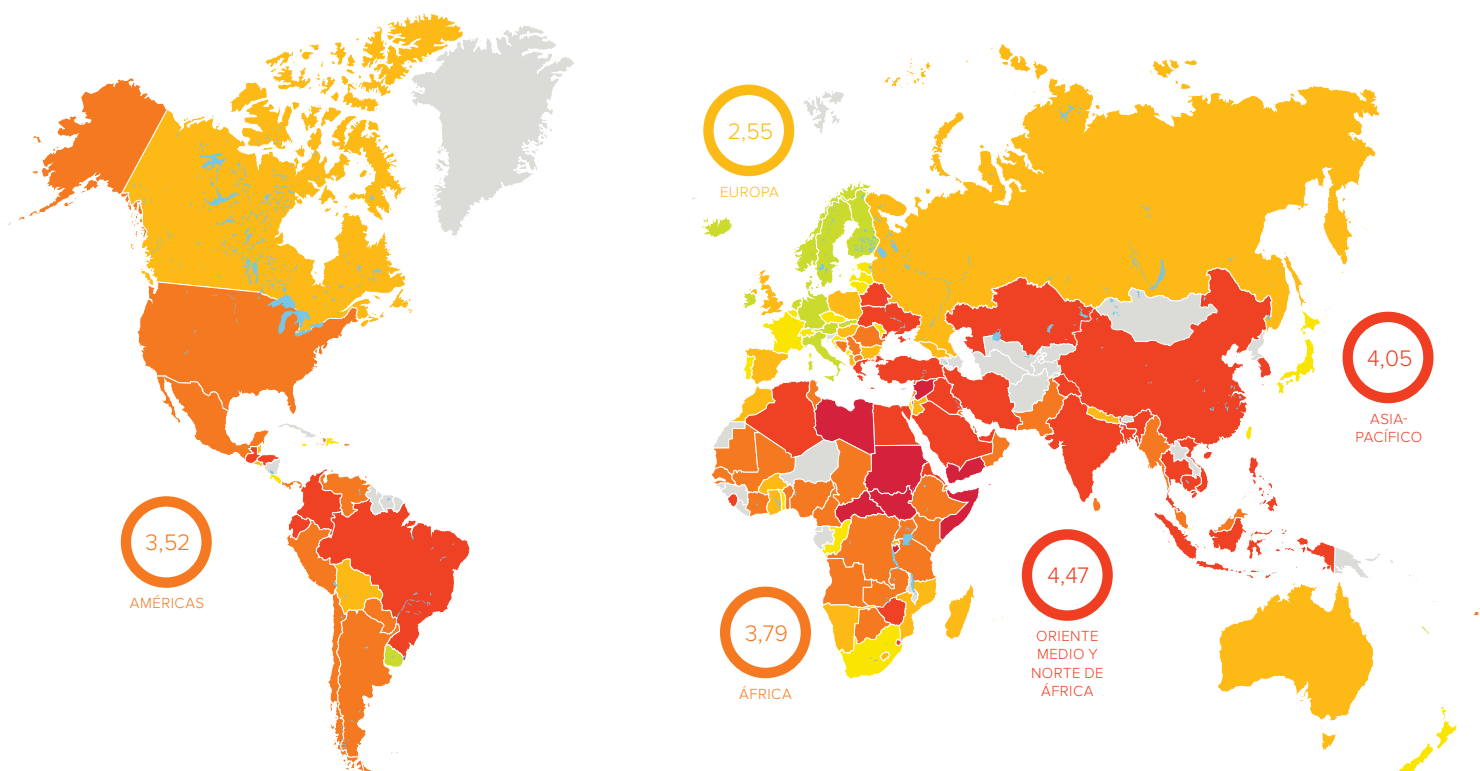 2,55
EUROPA
4,05
ASIA-
PACÍFICO
3,52
AMÉRICAS
4,47
ORIENTE
MEDIO Y
NORTE DE
ÁFRICA
3,79
ÁFRICA